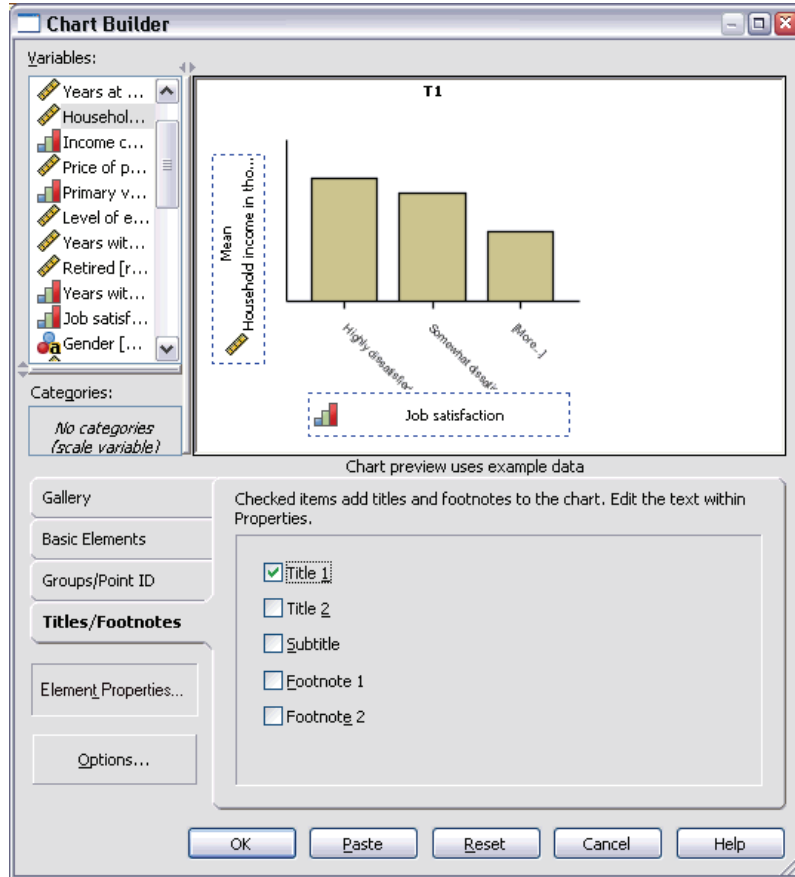 Chart Builder
Variables:
Years at ...
Househol...
Income c...
Price of p...
Primary v...
Level of e...
Years wit...
Retired [r...
Years wit...
Job satisf...
Gender [...
Categories:
No categories
(scale variable)
T1
Mean
Household income in tho...
Highly dissatisfied
Somewhat dissati
[More...]
Job satisfaction
Chart preview uses example data
Gallery
Basic Elements
Groups/Point ID
Titles/Footnotes
Element Properties...
Options...
Checked items add titles and footnotes to the chart. Edit the text within
Properties.
Title 1
Title 2
Subtitle
Footnote 1
Footnote 2
OK
Paste
Reset
Cancel
Help